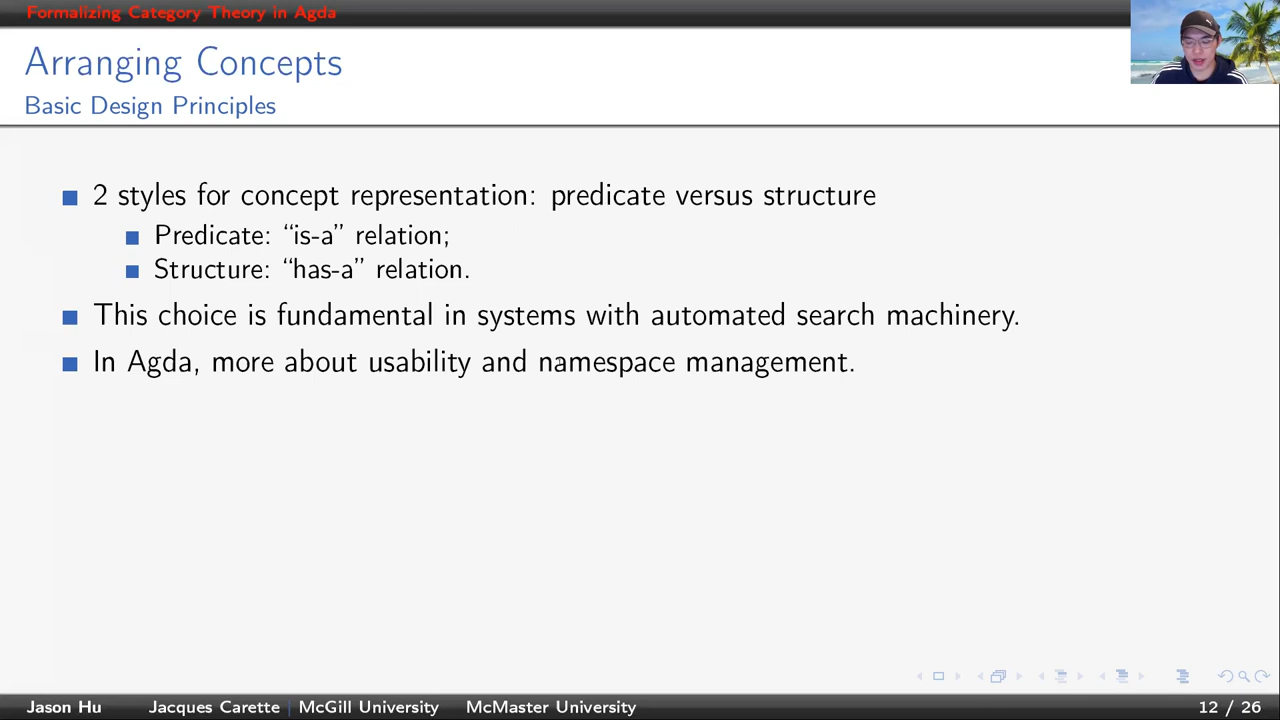 Formalizing Category Theory in Agda
Arranging Concepts
Basic Design Principles
2 styles for concept representation: predicate versus structure
Predicate: “is-a” relation;
Structure: “has-a” relation.
This choice is fundamental in systems with automated search machinery.
In Agda, more about usability and namespace management.
Jason Hu Jacques Carette | McGill University McMaster University 12 / 26